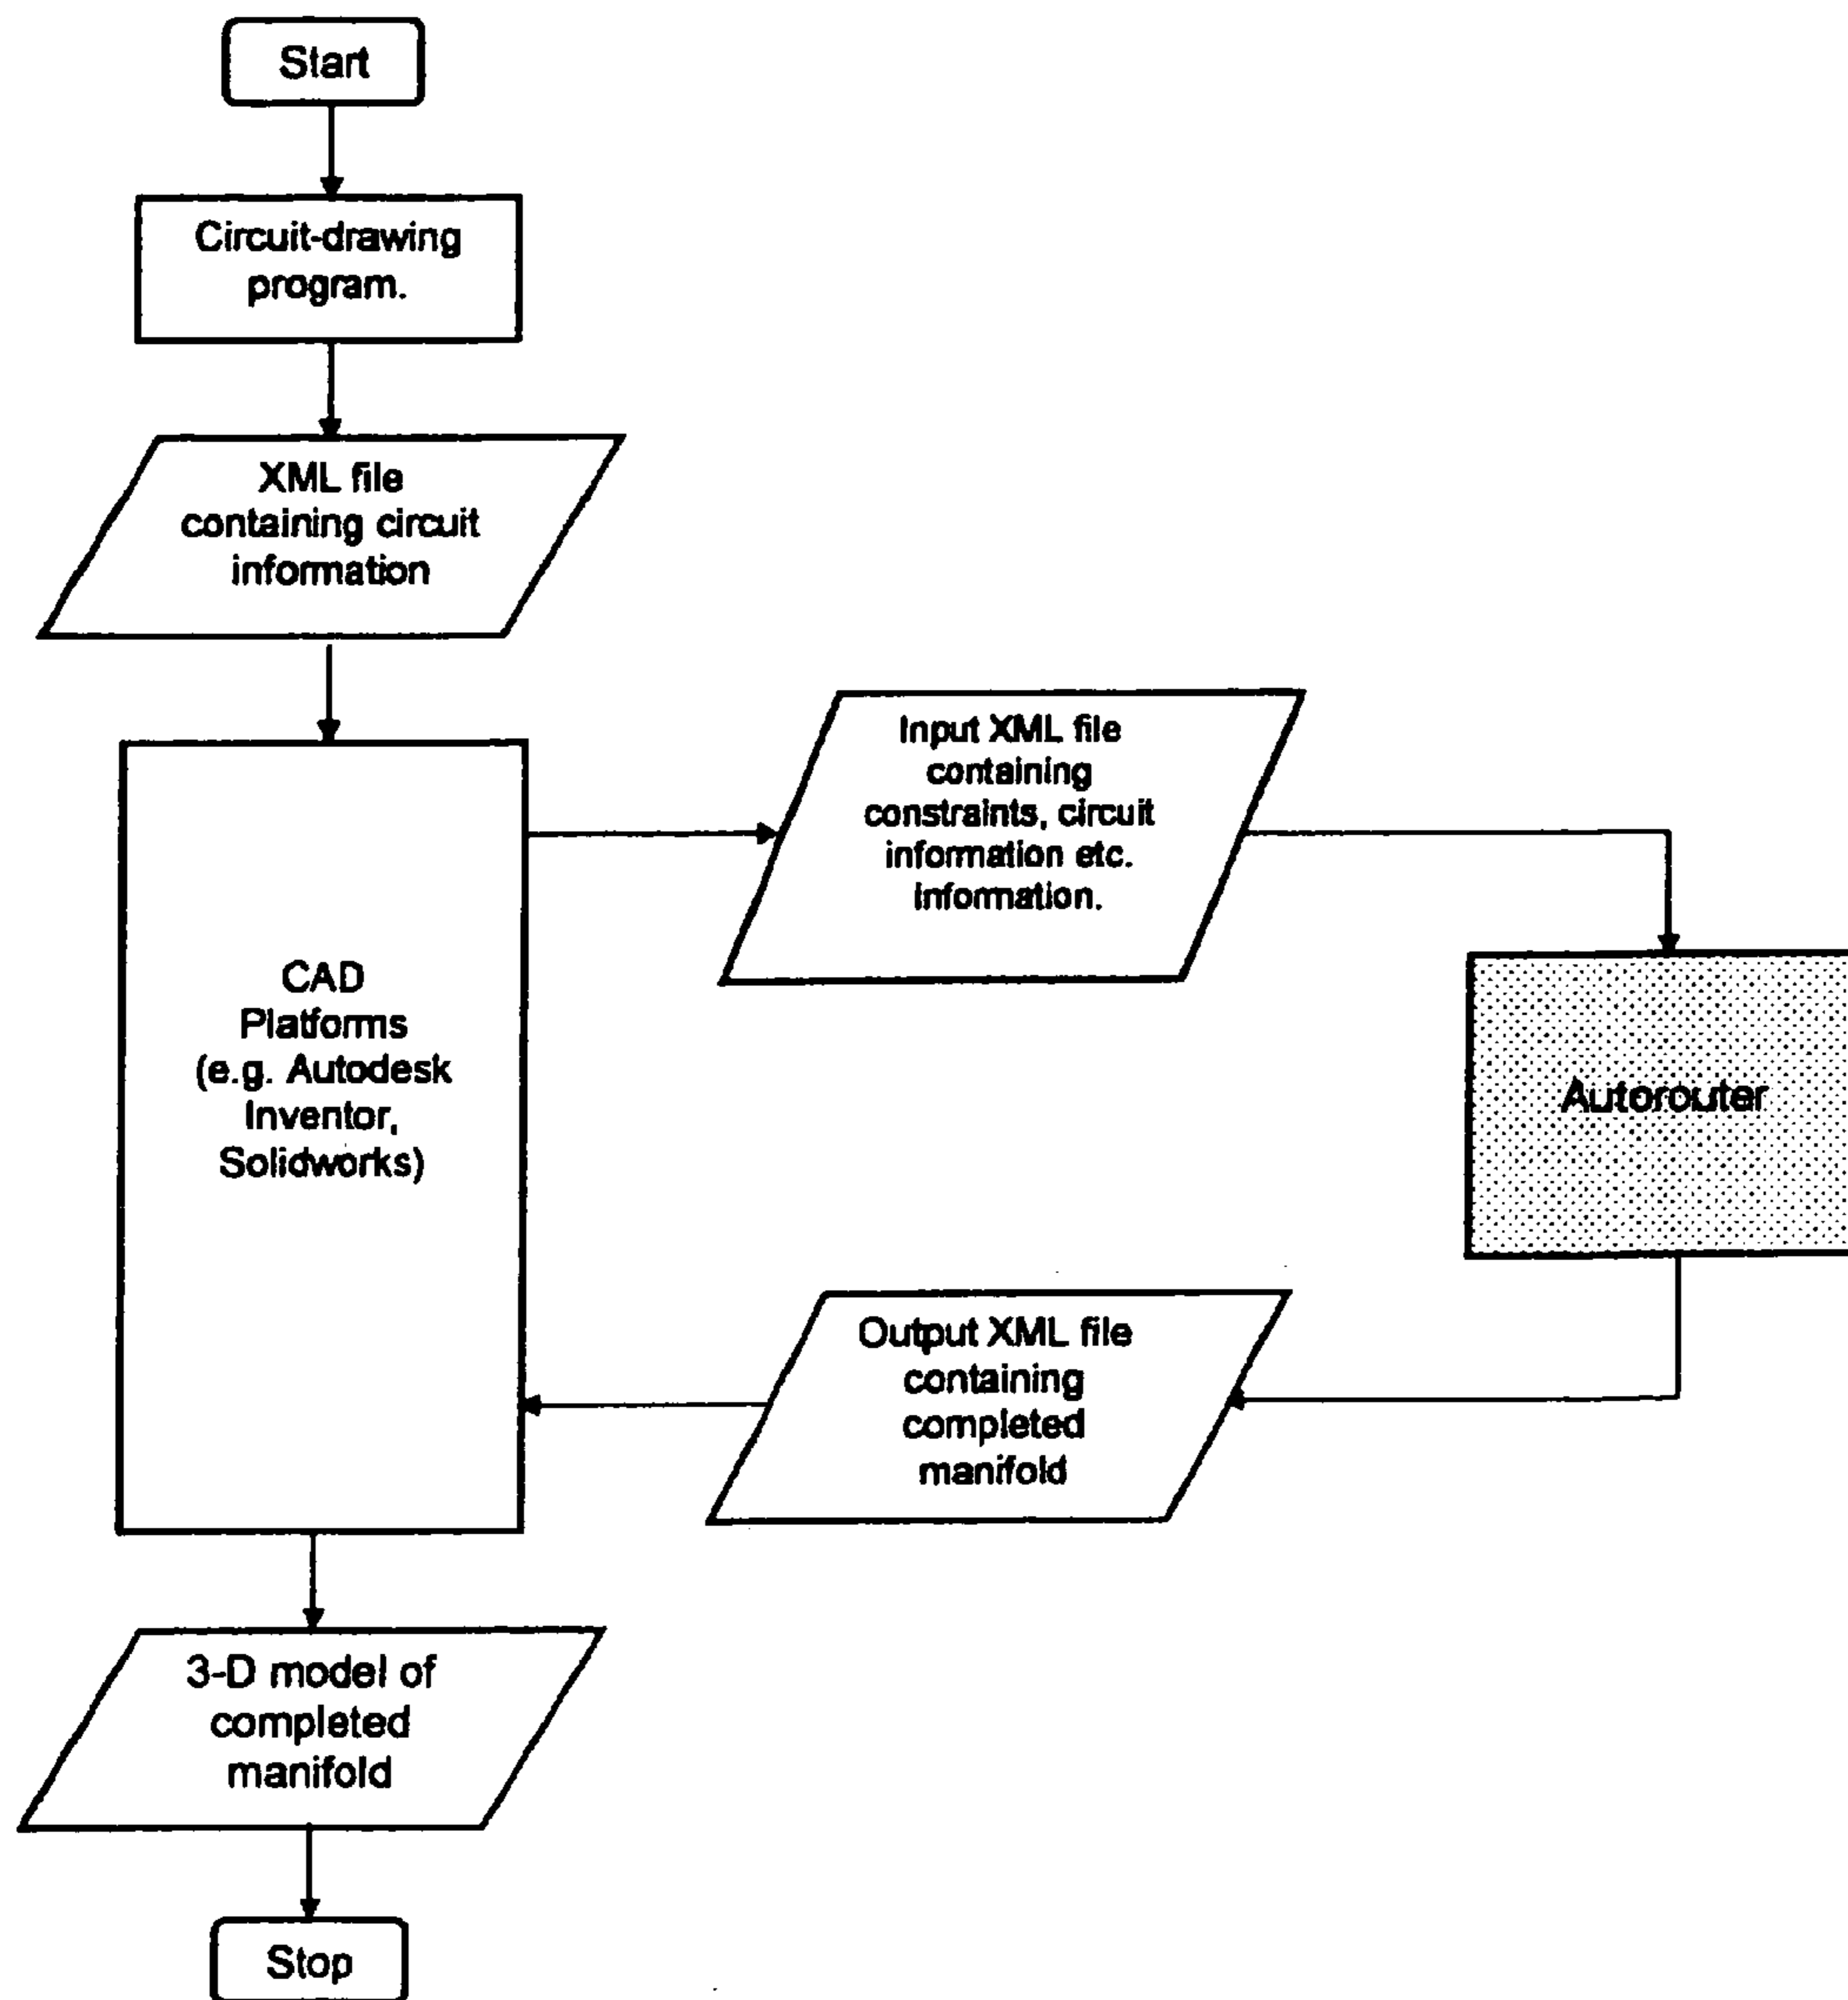 Start
Circuit-drawing
program.
XML file
containing circuit
information
Input XML file
containing
constraints, circuit
information etc.
Information.
CAD
Platforms
(e.g. Autodesk
Inventor,
Solidworks)
Autorouter
Output XML file
containing
completed
manifold
3-D model of
completed
manifold
Stop